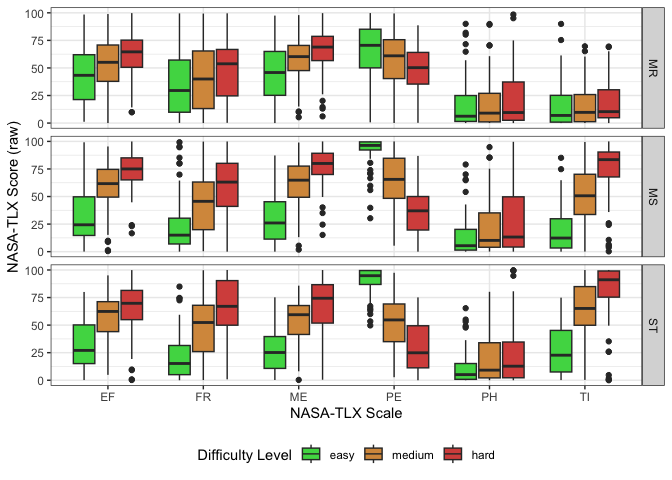 NASA-TLX Score (raw)
100
75
50
25
0
MR
100
75
50
25
0
MS
100
75
50
25
0
ST
EF FR ME PE PH TI
NASA-TLX Scale
Difficulty Level easy medium hard